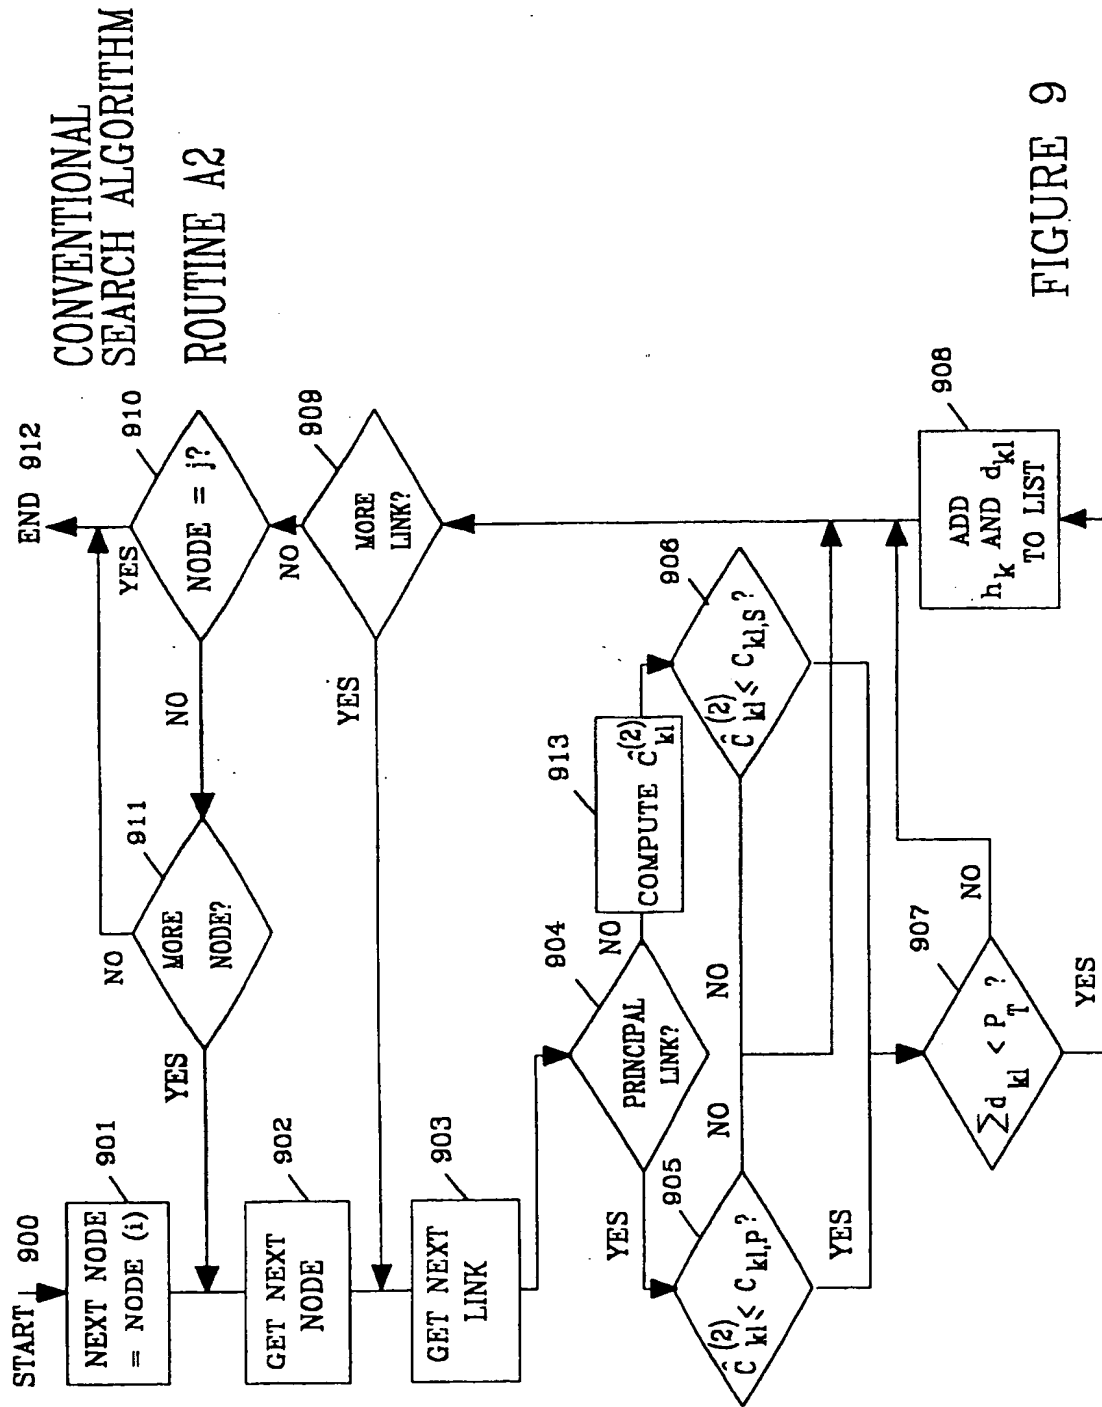 CONVENTIONAL
SEARCH ALGORITHM
ROUTINE A2
START 900
901
NEXT NODE
= NODE (i)
902
GET NEXT
NODE
903
GET NEXT
LINK
904
PRINCIPAL
LINK?
YES
NO
905
Ĉ(2)kl ≤ Ckl,P?
NO
YES
913
COMPUTE Ĉ(2)kl
906
Ĉ(2)kl ≤ Ckl,S?
NO
907
∑dkl < PT ?
NO
YES
908
ADD
hk AND dkl
TO LIST
909
MORE
LINK?
YES
NO
910
NODE = j?
YES
NO
911
MORE
NODE?
NO
YES
END 912
FIGURE 9